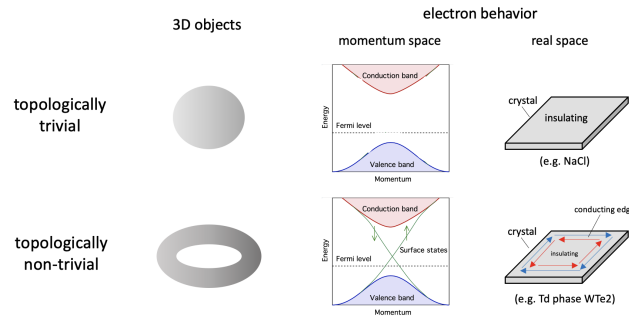 electron behavior
3D objects
momentum space
real space
topologically
trivial
Energy
Conduction band
Fermi level
Valence band
Momentum
crystal
insulating
(e.g. NaCl)
topologically
non-trivial
Energy
Conduction band
Surface states
Fermi level
Valence band
Momentum
conducting edge
crystal
insulating
(e.g. Td phase WTe2)